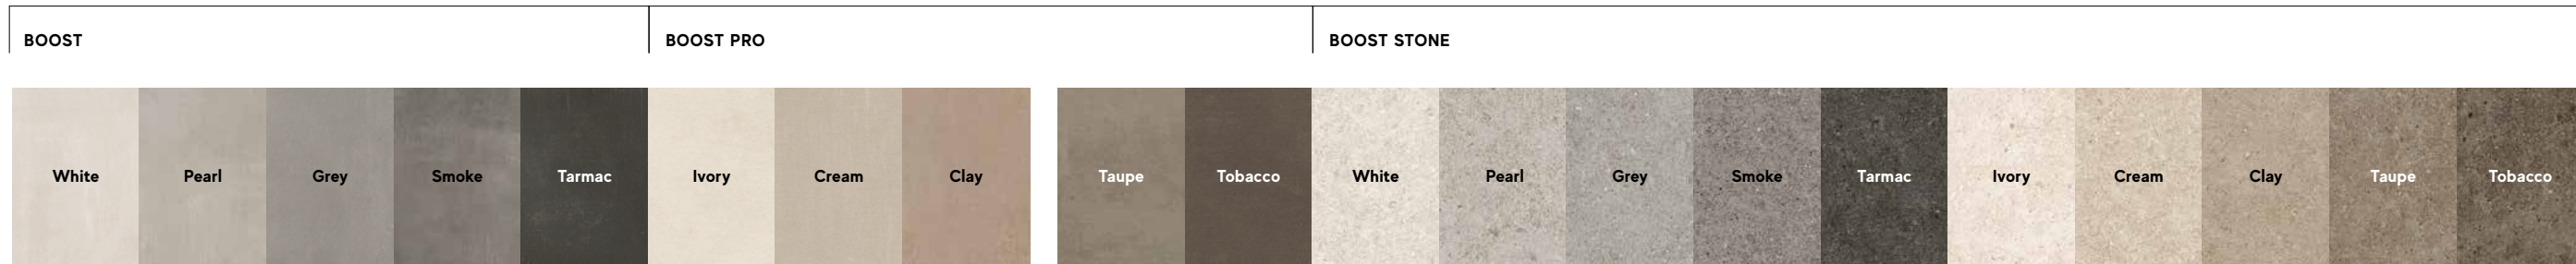 BOOST BOOST PRO BOOST STONE
White Pearl Grey Smoke Tarmac Ivory Cream Clay Taupe Tobacco White Pearl Grey Smoke Tarmac Ivory Cream Clay Taupe Tobacco